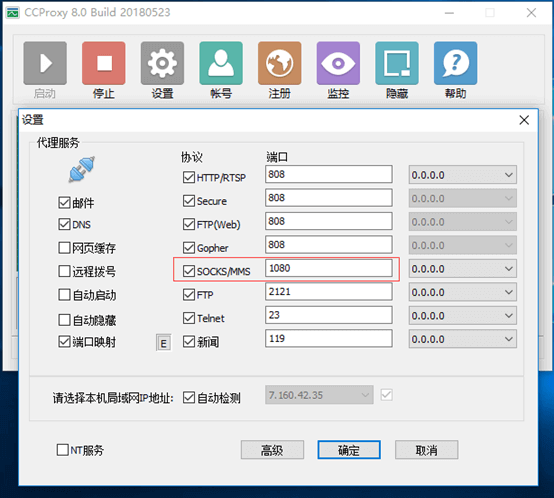 CCProxy 8.0 Build 20180523
启动 停止 设置 帐号 注册 监控 隐藏 帮助
设置
代理服务
协议 端口
HTTP/RTSP 808 0.0.0.0
邮件 Secure 808 0.0.0.0
DNS FTP(Web) 808 0.0.0.0
网页缓存 Gopher 808 0.0.0.0
远程拨号 SOCKS/MMS 1080 0.0.0.0
自动启动 FTP 2121 0.0.0.0
自动隐藏 Telnet 23 0.0.0.0
端口映射 E 新闻 119 0.0.0.0
请选择本机局域网IP地址: 自动检测 7.160.42.35
NT服务 高级 确定 取消